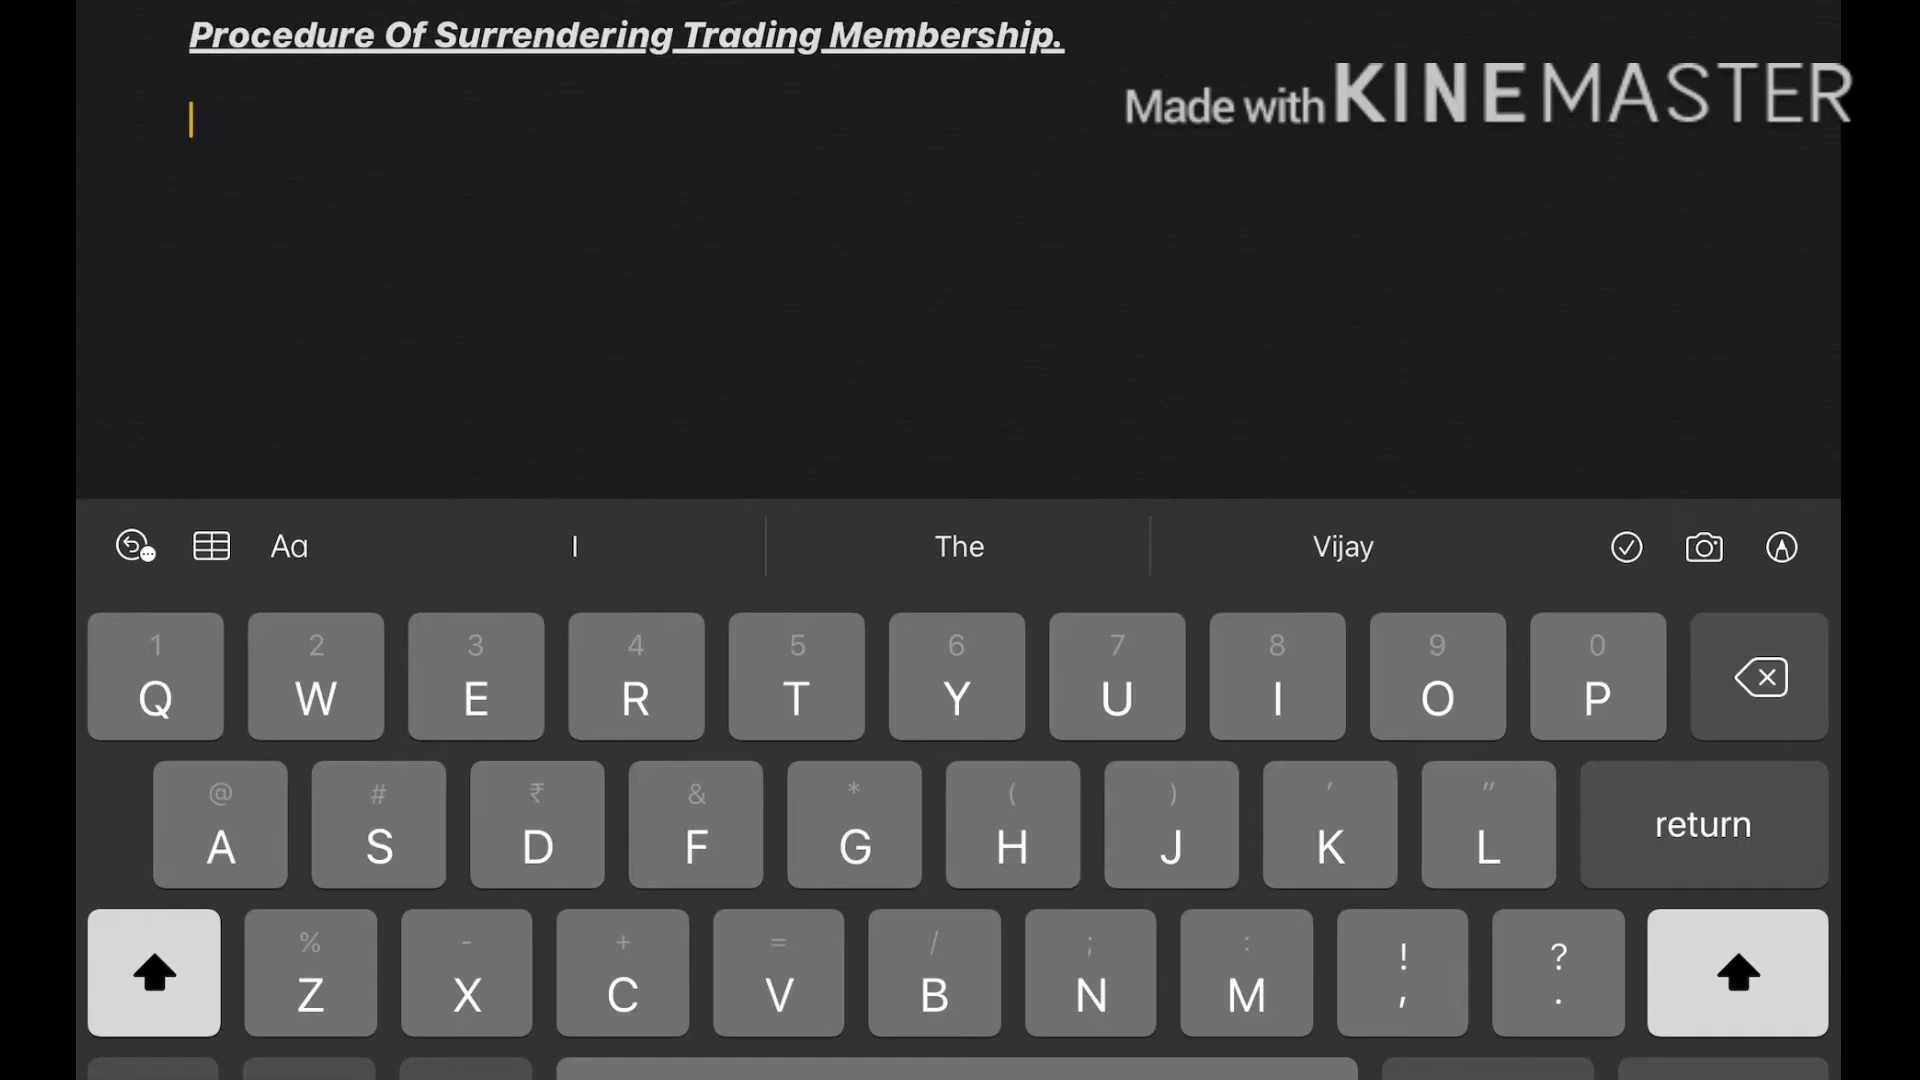 Procedure Of Surrendering Trading Membership.
Made with KINEMASTER
Aa I The Vijay
1 2 3 4 5 6 7 8 9 0
Q W E R T Y U I O P
@ # ₹ & * ( ) ' "
A S D F G H J K L return
% - + = / ; : ! ?
Z X C V B N M , .